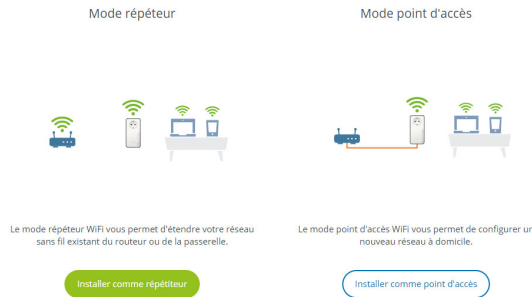 Mode répéteur
Mode point d'accès
Le mode répéteur WiFi vous permet d'étendre votre réseau
sans fil existant du routeur ou de la passerelle.
Le mode point d'accès WiFi vous permet de configurer un
nouveau réseau à domicile.
Installer comme répétiteur
Installer comme point d'accès